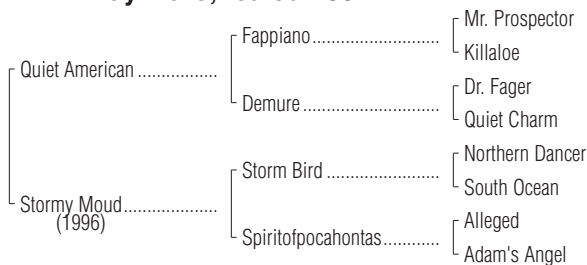 Fappiano
Mr. Prospector
Killaloe
Quiet American
Demure
Dr. Fager
Quiet Charm
Storm Bird
Northern Dancer
South Ocean
Stormy Moud
(1996)
Spiritofpocahontas
Alleged
Adam's Angel